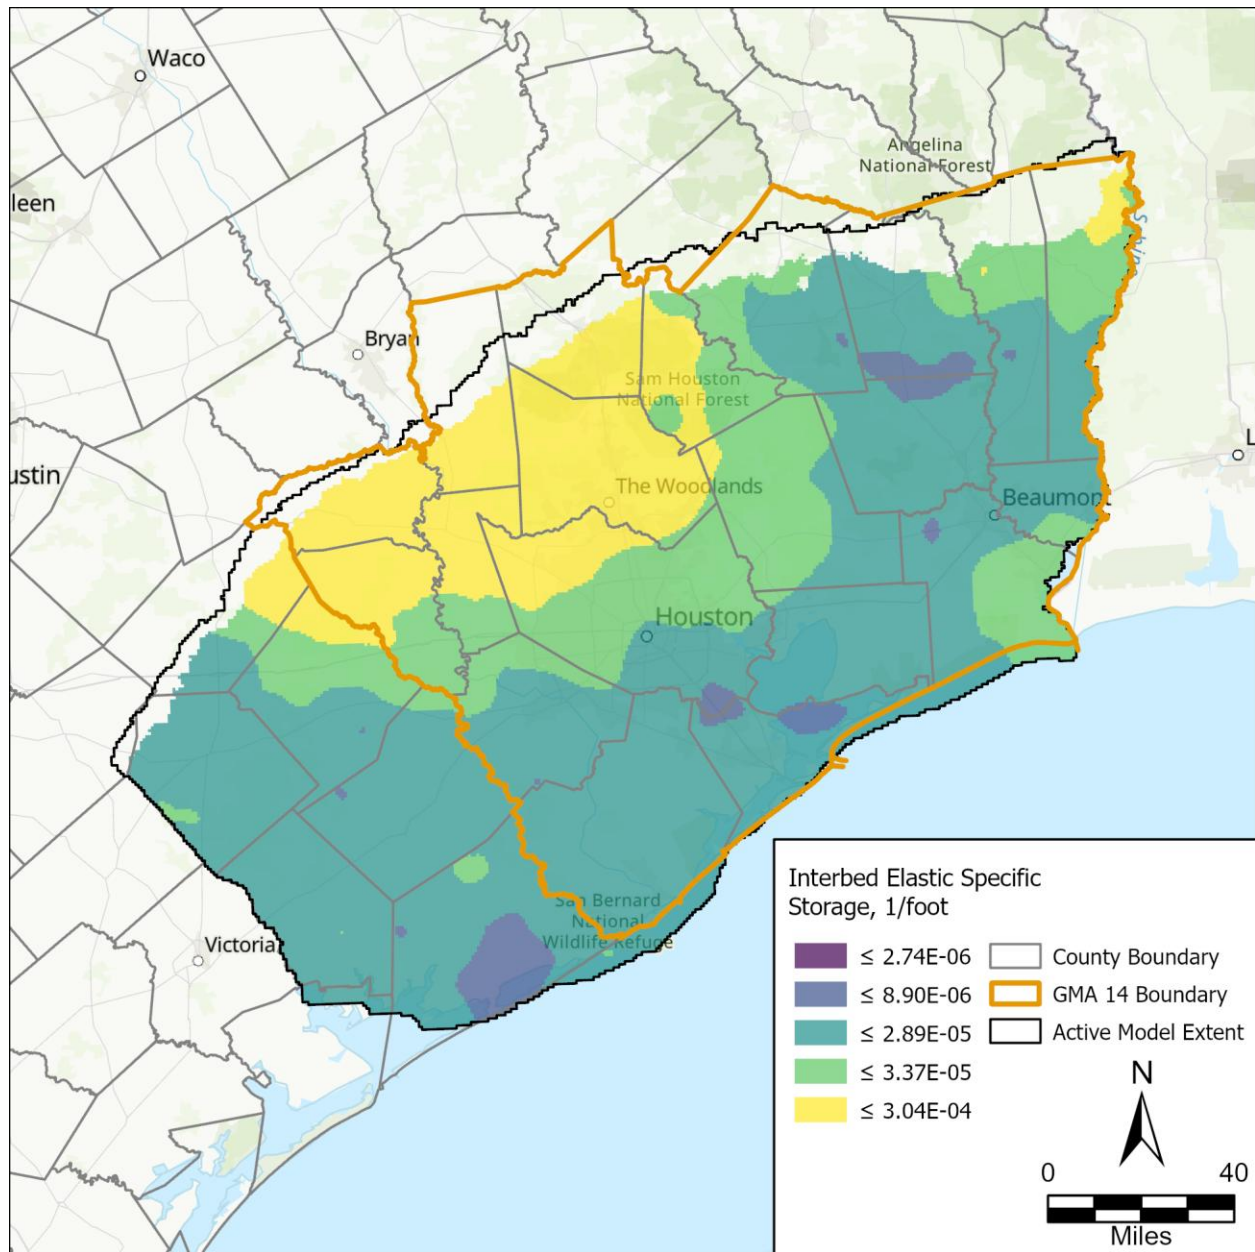 Waco
Angelina
National Forest
leen
Sabine
Bryan
Sam Houston
National Forest
ustin
L
The Woodlands
Beaumon
Houston
San Bernard
National
Wildlife Refuge
Victoria
Interbed Elastic Specific
Storage, 1/foot
≤ 2.74E-06
County Boundary
≤ 8.90E-06
GMA 14 Boundary
≤ 2.89E-05
Active Model Extent
≤ 3.37E-05
≤ 3.04E-04
N
0 40
Miles